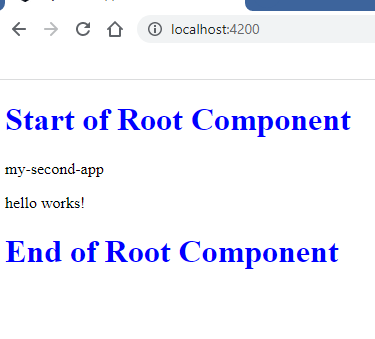 localhost:4200
Start of Root Component
my-second-app
hello works!
End of Root Component